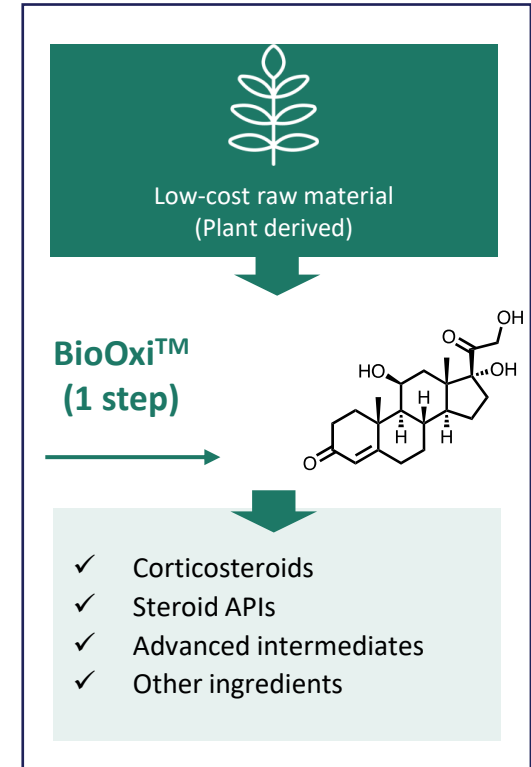 Low-cost raw material
(Plant derived)
BioOxi™
(1 step)
OH
O
HO
OH
H
H
H
O
✓ Corticosteroids
✓ Steroid APIs
✓ Advanced intermediates
✓ Other ingredients